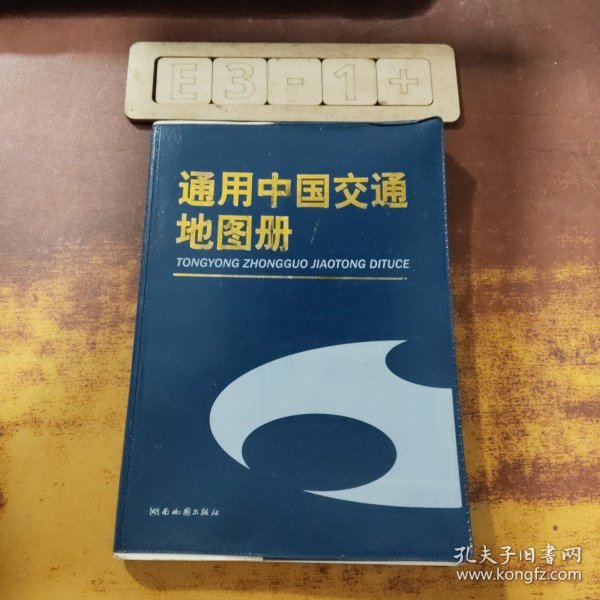 E3-1+
通用中国交通
地图册
TONGYONG ZHONGGUO JIAOTONG DITUCE
湖南地图出版社
孔夫子旧书网
www.kongfz.com